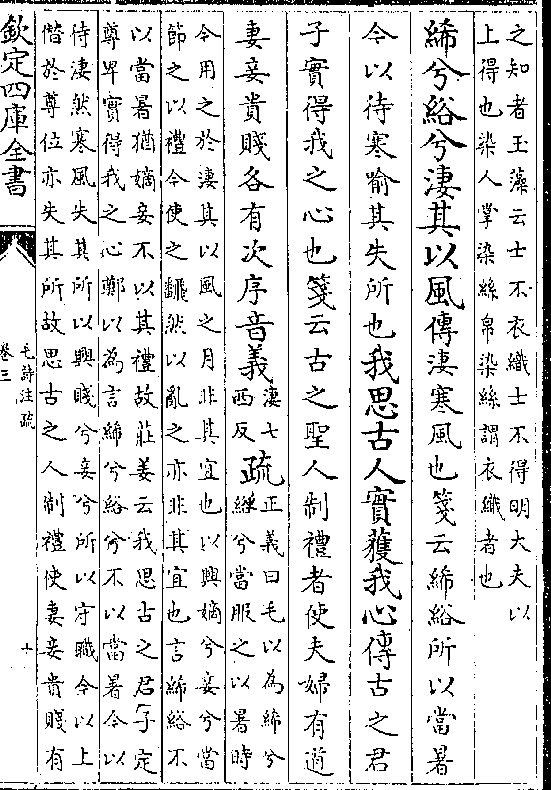 之知者玉藻云士不衣織士不得明大夫以
上得也染人掌染絲帛染絲謂衣織者也
絺兮綌兮淒其以風傳淒寒風也箋云絺綌所以當暑
今以待寒喻其失所也我思古人實獲我心傳古之君
子實得我之心也箋云古之聖人制禮者使夫婦有道
妻妾貴賤各有次序音義淒七
西反疏正義曰毛以為絺兮
綌兮當服之以暑時
今用之於淒其以風之月非其宜也以興嫡兮妾兮當
節之以禮今使之翻然以亂之亦非其宜也言絺綌不
以當暑猶嫡妾不以其禮故莊姜云我思古之君子定
尊卑實得我之心鄭以為言絺兮綌兮不以當暑今以
待淒然寒風失其所以興賤兮妾兮所以守職今以上
僭於尊位亦失其所故思古之人制禮使妻妾貴賤有
欽定四庫全書
毛詩注疏
卷三
十